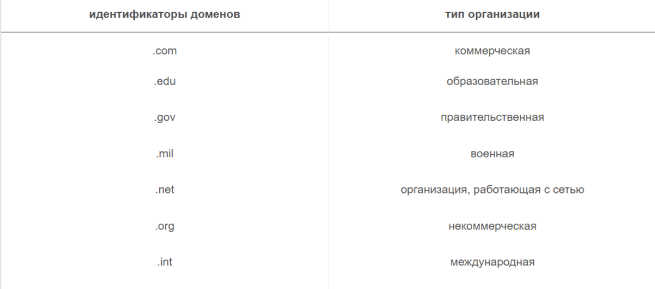 идентификаторы доменов тип организации
.com коммерческая
.edu образовательная
.gov правительственная
.mil военная
.net организация, работающая с сетью
.org некоммерческая
.int международная